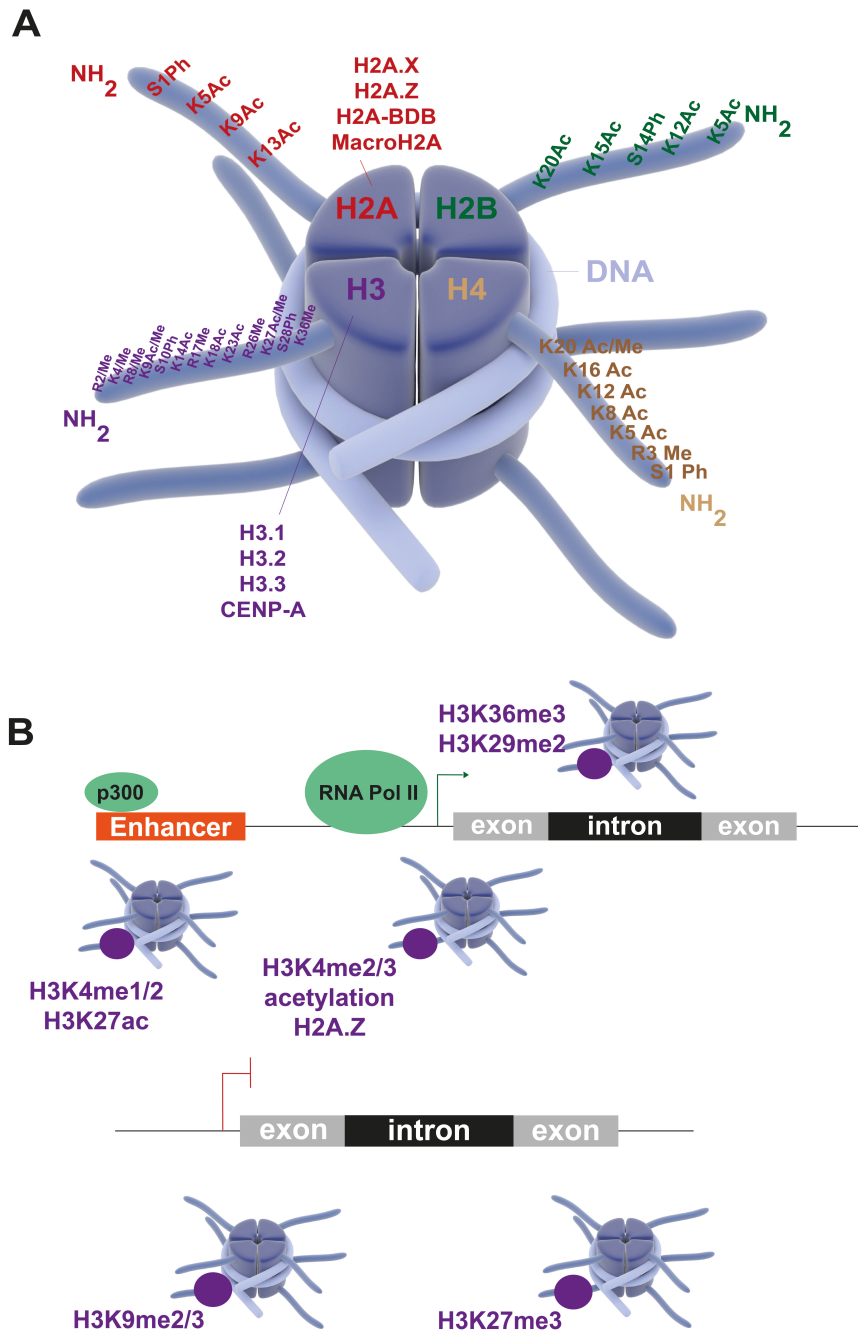 A
NH2
S1Ph
K5Ac
K9Ac
K13Ac
H2A.X
H2A.Z
H2A-BDB
MacroH2A
K20Ac
K15Ac
S14Ph
K12Ac
K5Ac
NH2
H2A
H2B
H3
H4
DNA
R2/Me
K4/Me
R8/Me
K9Ac/Me
S10Ph
K14Ac
R17Me
K18Ac
K23Ac
R26Me
K27Ac/Me
S28Ph
K36Me
NH2
K20 Ac/Me
K16 Ac
K12 Ac
K8 Ac
K5 Ac
R3 Me
S1 Ph
NH2
H3.1
H3.2
H3.3
CENP-A
B
H3K36me3
H3K29me2
p300
RNA Pol II
Enhancer
exon
intron
exon
H3K4me1/2
H3K27ac
H3K4me2/3
acetylation
H2A.Z
exon
intron
exon
H3K9me2/3
H3K27me3